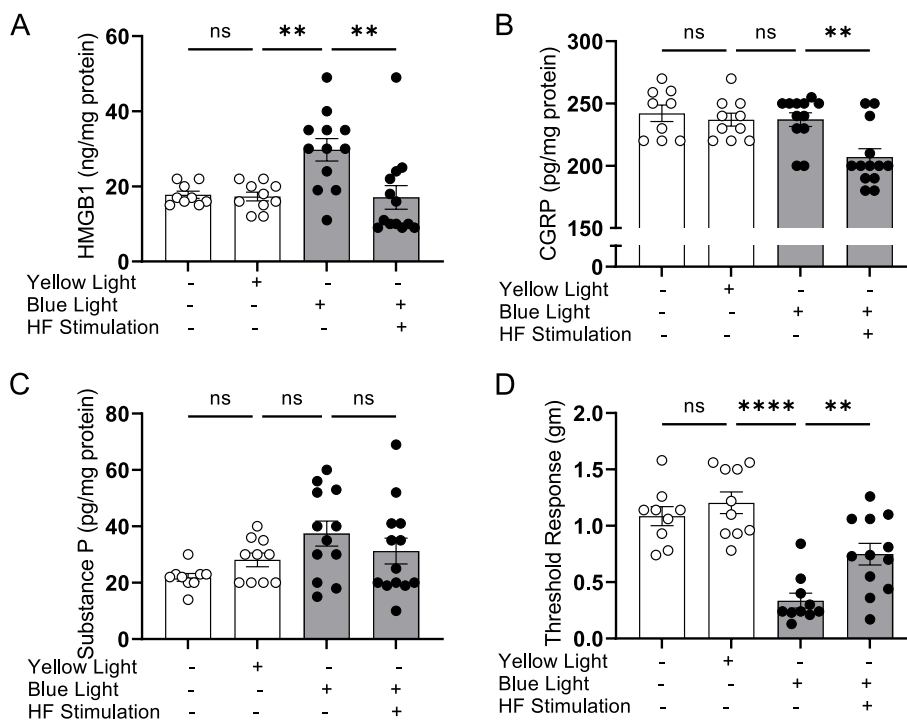 A
ns ** **
60
40
20
0
HMGB1 (ng/mg protein)
Yellow Light - + - -
Blue Light - - + +
HF Stimulation - - - +
B
ns ns **
300
250
200
150
0
CGRP (pg/mg protein)
Yellow Light - + - -
Blue Light - - + +
HF Stimulation - - - +
C
ns ns ns
80
60
40
20
0
Substance P (pg/mg protein)
Yellow Light - + - -
Blue Light - - + +
HF Stimulation - - - +
D
ns **** **
2.0
1.5
1.0
0.5
0.0
Threshold Response (gm)
Yellow Light - + - -
Blue Light - - + +
HF Stimulation - - - +